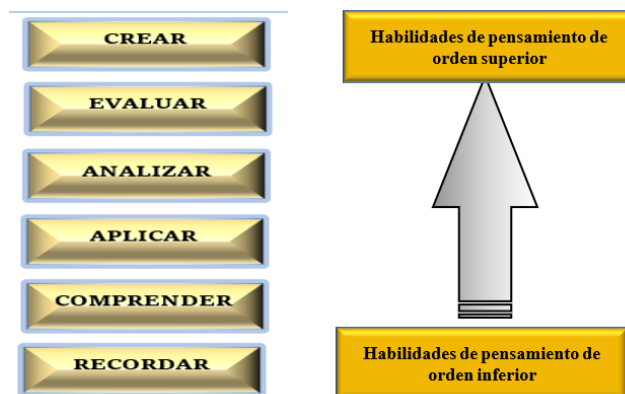 CREAR
EVALUAR
ANALIZAR
APLICAR
COMPRENDER
RECORDAR
Habilidades de pensamiento de
orden superior
Habilidades de pensamiento de
orden inferior